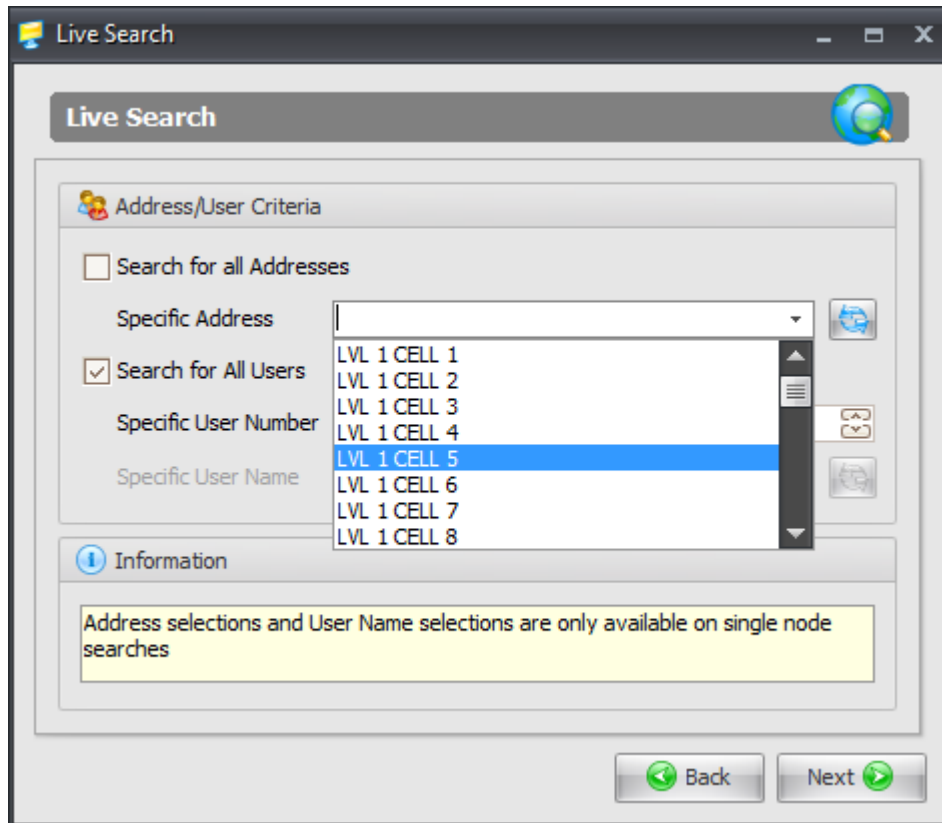 Live Search
Live Search
Address/User Criteria
Search for all Addresses
Specific Address
LVL 1 CELL 1
LVL 1 CELL 2
LVL 1 CELL 3
LVL 1 CELL 4
LVL 1 CELL 5
LVL 1 CELL 6
LVL 1 CELL 7
LVL 1 CELL 8
Search for All Users
Specific User Number
Specific User Name
Information
Address selections and User Name selections are only available on single node
searches
Back
Next